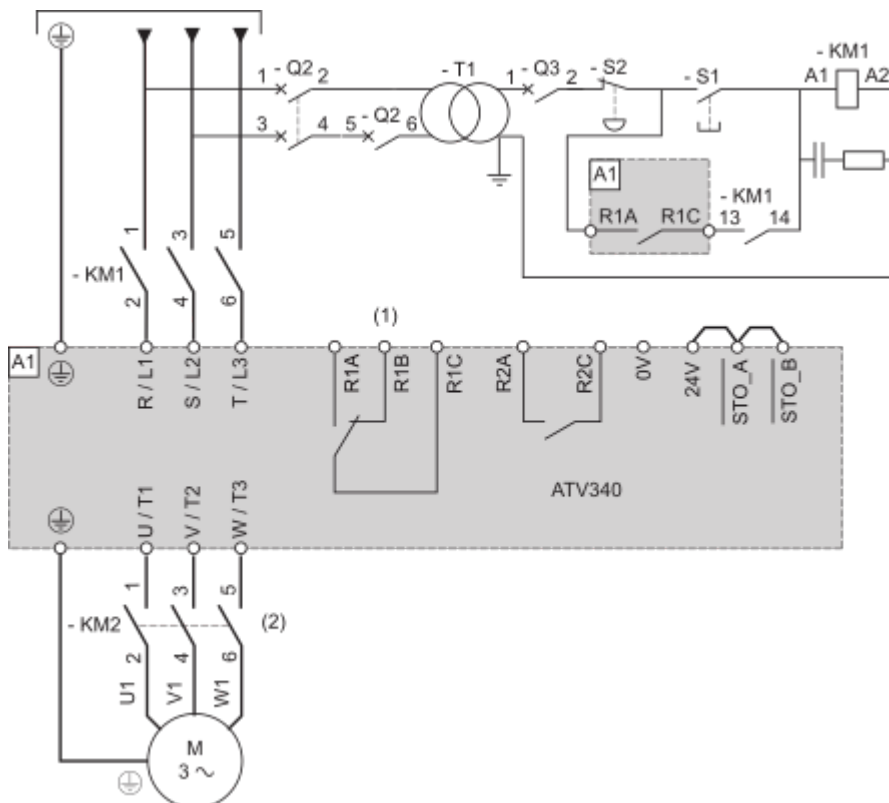 - Q2
1
2
3
4
5
- Q2
6
- T1
1
- Q3
2
- S2
- S1
- KM1
A1
A2
A1
R1A
R1C
- KM1
13
14
- KM1
1
3
5
2
4
6
(1)
A1
R / L1
S / L2
T / L3
R1A
R1B
R1C
R2A
R2C
0V
24V
STO_A
STO_B
ATV340
U / T1
V / T2
W / T3
- KM2
1
3
5
(2)
2
4
6
U1
V1
W1
M
3 ~